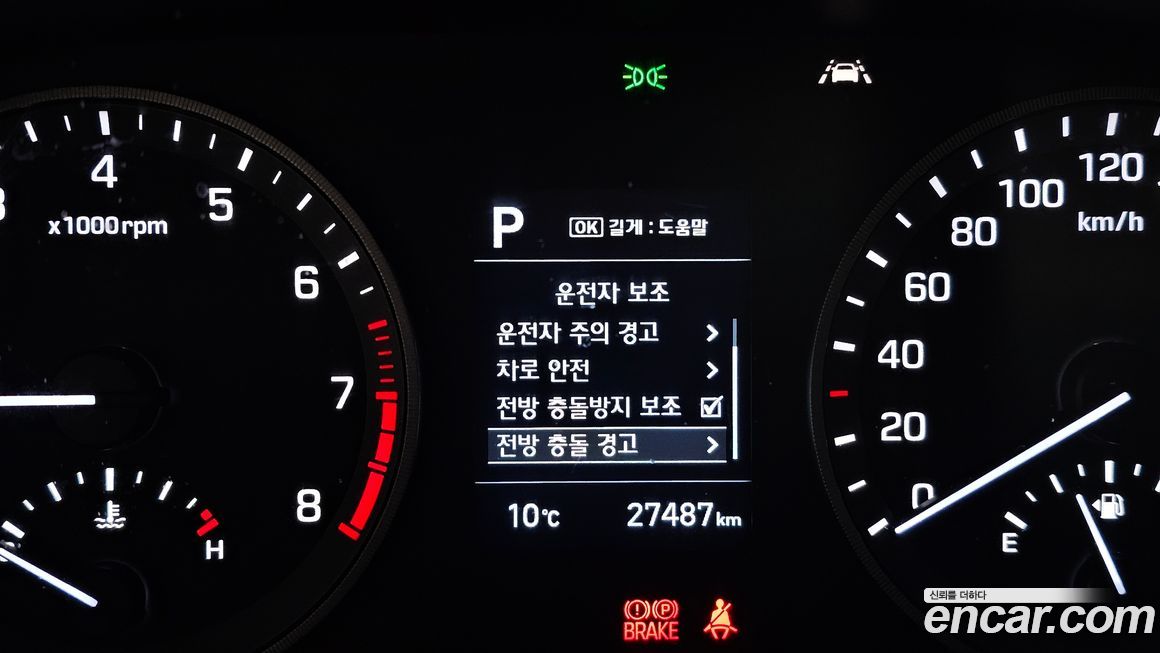 3
4
5
6
7
8
x1000rpm
H
P
OK 길게 : 도움말
운전자 보조
운전자 주의 경고
차로 안전
전방 충돌방지 보조
전방 충돌 경고
10℃
27487km
BRAKE
0
20
40
60
80
100
120
km/h
E
신뢰를 더하다
encar.com